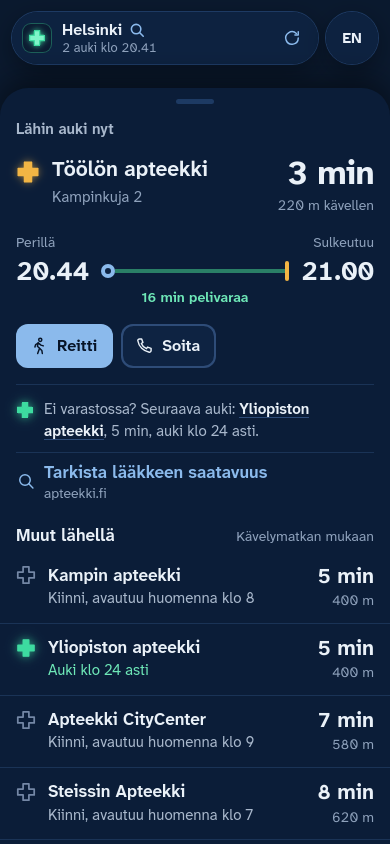 Helsinki
2 auki klo 20.41
EN
Lähin auki nyt
Töölön apteekki
3 min
Kampinkuja 2
220 m kävellen
Perillä
Sulkeutuu
20.44
21.00
16 min pelivaraa
Reitti
Soita
Ei varastossa? Seuraava auki: Yliopiston
apteekki, 5 min, auki klo 24 asti.
Tarkista lääkkeen saatavuus
apteekki.fi
Muut lähellä
Kävelymatkan mukaan
Kampin apteekki
5 min
Kiinni, avautuu huomenna klo 8
400 m
Yliopiston apteekki
5 min
Auki klo 24 asti
400 m
Apteekki CityCenter
7 min
Kiinni, avautuu huomenna klo 9
580 m
Steissin Apteekki
8 min
Kiinni, avautuu huomenna klo 7
620 m